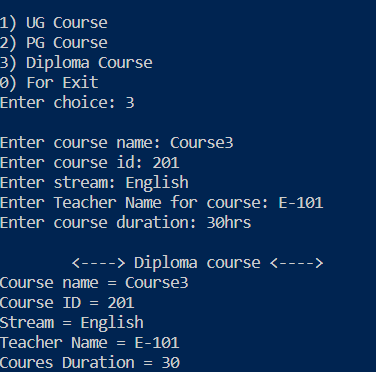 1) UG Course
2) PG Course
3) Diploma Course
0) For Exit
Enter choice: 3
Enter course name: Course3
Enter course id: 201
Enter stream: English
Enter Teacher Name for course: E-101
Enter course duration: 30hrs
<----> Diploma course <---->
Course name = Course3
Course ID = 201
Stream = English
Teacher Name = E-101
Coures Duration = 30